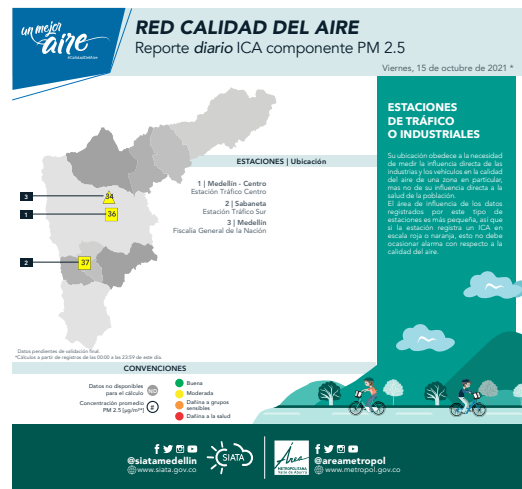 un mejor
aire
#CalidadDelAire
RED CALIDAD DEL AIRE
Reporte diario ICA componente PM 2.5
Viernes, 15 de octubre de 2021 *
ESTACIONES
DE TRÁFICO
O INDUSTRIALES
Su ubicación obedece a la necesidad
de medir la influencia directa de las
industrias y los vehículos en la calidad
del aire de una zona en particular,
mas no de su influencia directa a la
salud de la población.
El área de influencia de los datos
registrados por este tipo de
estaciones es más pequeña, así que
si la estación registra un ICA en
escala roja o naranja, esto no debe
ocasionar alarma con respecto a la
calidad del aire.
ESTACIONES | Ubicación
1 | Medellín - Centro
Estación Tráfico Centro
2 | Sabaneta
Estación Tráfico Sur
3 | Medellín
Fiscalía General de la Nación
3
34
1
36
2
37
Datos pendientes de validación final.
*Cálculos a partir de registros de las 00:00 a las 23:59 de este día.
CONVENCIONES
Datos no disponibles
para el cálculo
ND
Concentración promedio
PM 2.5 [µg/m³*]
#
Buena
Moderada
Dañina a grupos
sensibles
Dañina a la salud
@siatamedellin
www.siata.gov.co
SIATA
Área
METROPOLITANA
Valle de Aburrá
@areametropol
www.metropol.gov.co